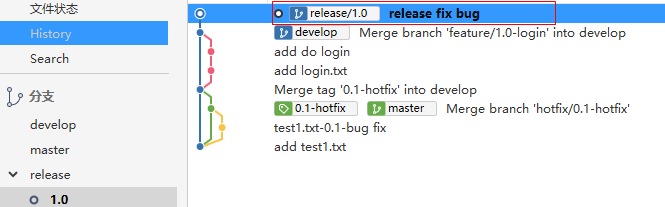 文件状态
History
Search
分支
develop
master
release
1.0
release/1.0 release fix bug
develop Merge branch 'feature/1.0-login' into develop
add do login
add login.txt
Merge tag '0.1-hotfix' into develop
0.1-hotfix master Merge branch 'hotfix/0.1-hotfix'
test1.txt-0.1-bug fix
add test1.txt